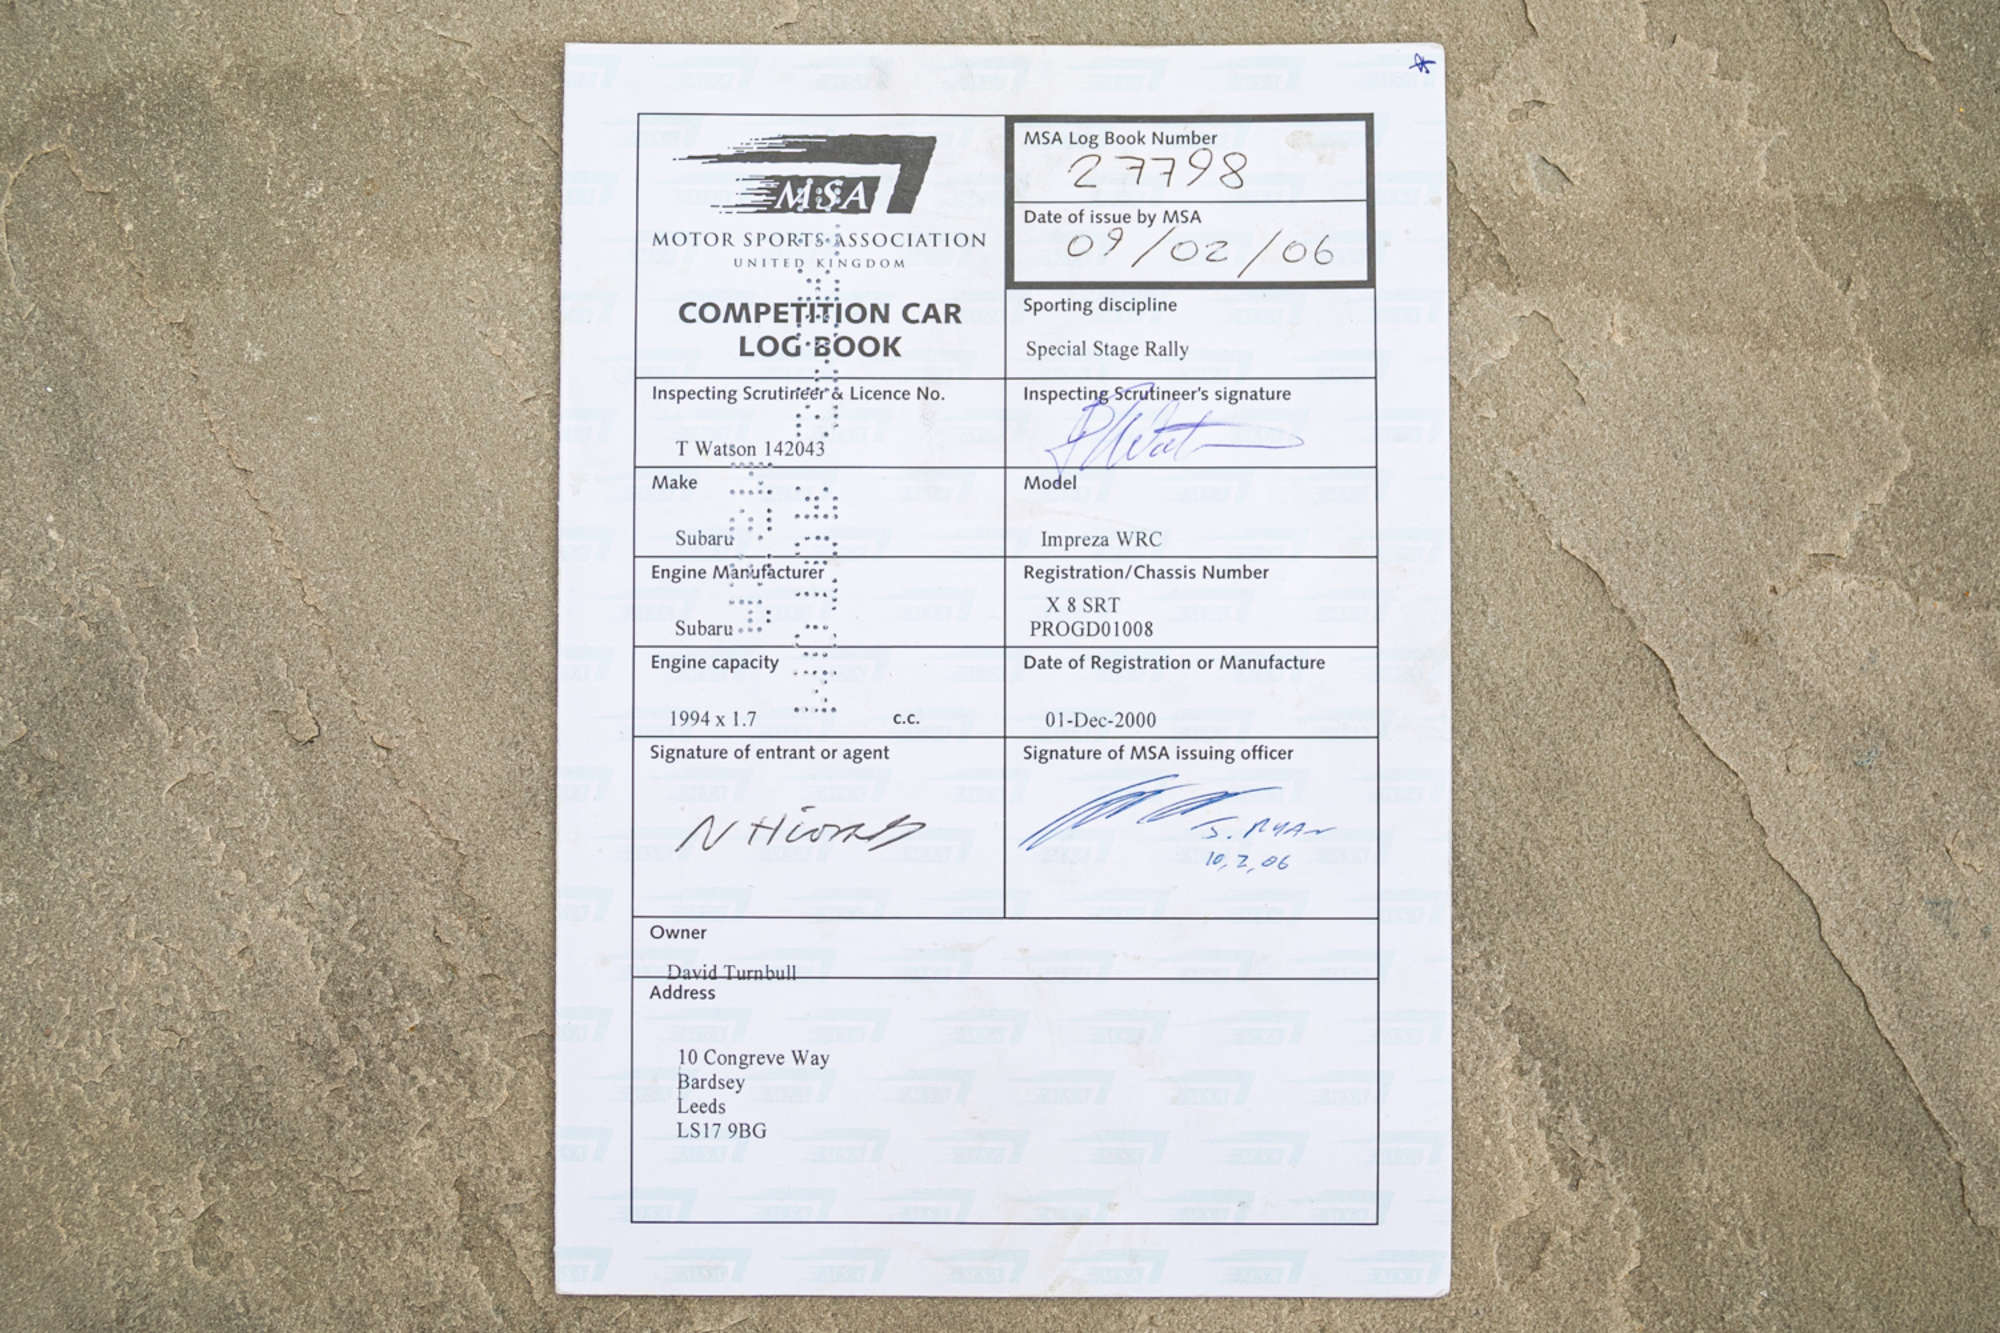 MSA
MOTOR SPORTS ASSOCIATION
UNITED KINGDOM
COMPETITION CAR
LOG BOOK
MSA Log Book Number
27798
Date of issue by MSA
09/02/06
Sporting discipline
Special Stage Rally
Inspecting Scrutineer & Licence No.
T Watson 142043
Inspecting Scrutineer's signature
Make
Subaru
Model
Impreza WRC
Engine Manufacturer
Subaru
Registration/Chassis Number
X 8 SRT
PROGD01008
Engine capacity
1994 x 1.7 c.c.
Date of Registration or Manufacture
01-Dec-2000
Signature of entrant or agent
Signature of MSA issuing officer
J. RYAN
10,2,06
Owner
David Turnbull
Address
10 Congreve Way
Bardsey
Leeds
LS17 9BG